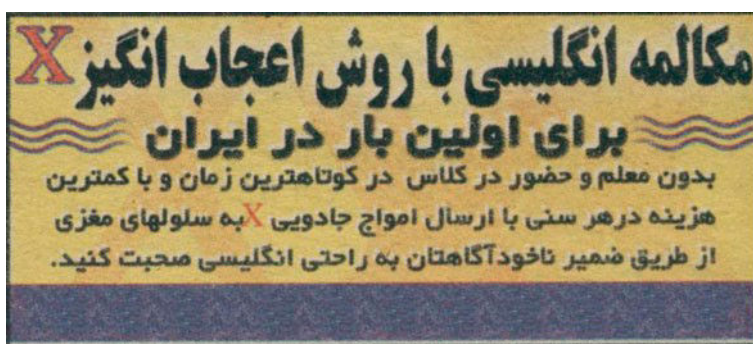 مکالمه انگلیسی با روش اعجاب انگیز X
برای اولین بار در ایران
بدون معلم و حضور در کلاس در کوتاهترین زمان و با کمترین
هزینه در هر سنی با ارسال امواج جادویی X به سلولهای مغزی
از طریق ضمیر ناخودآگاهتان به راحتی انگلیسی صحبت کنید.